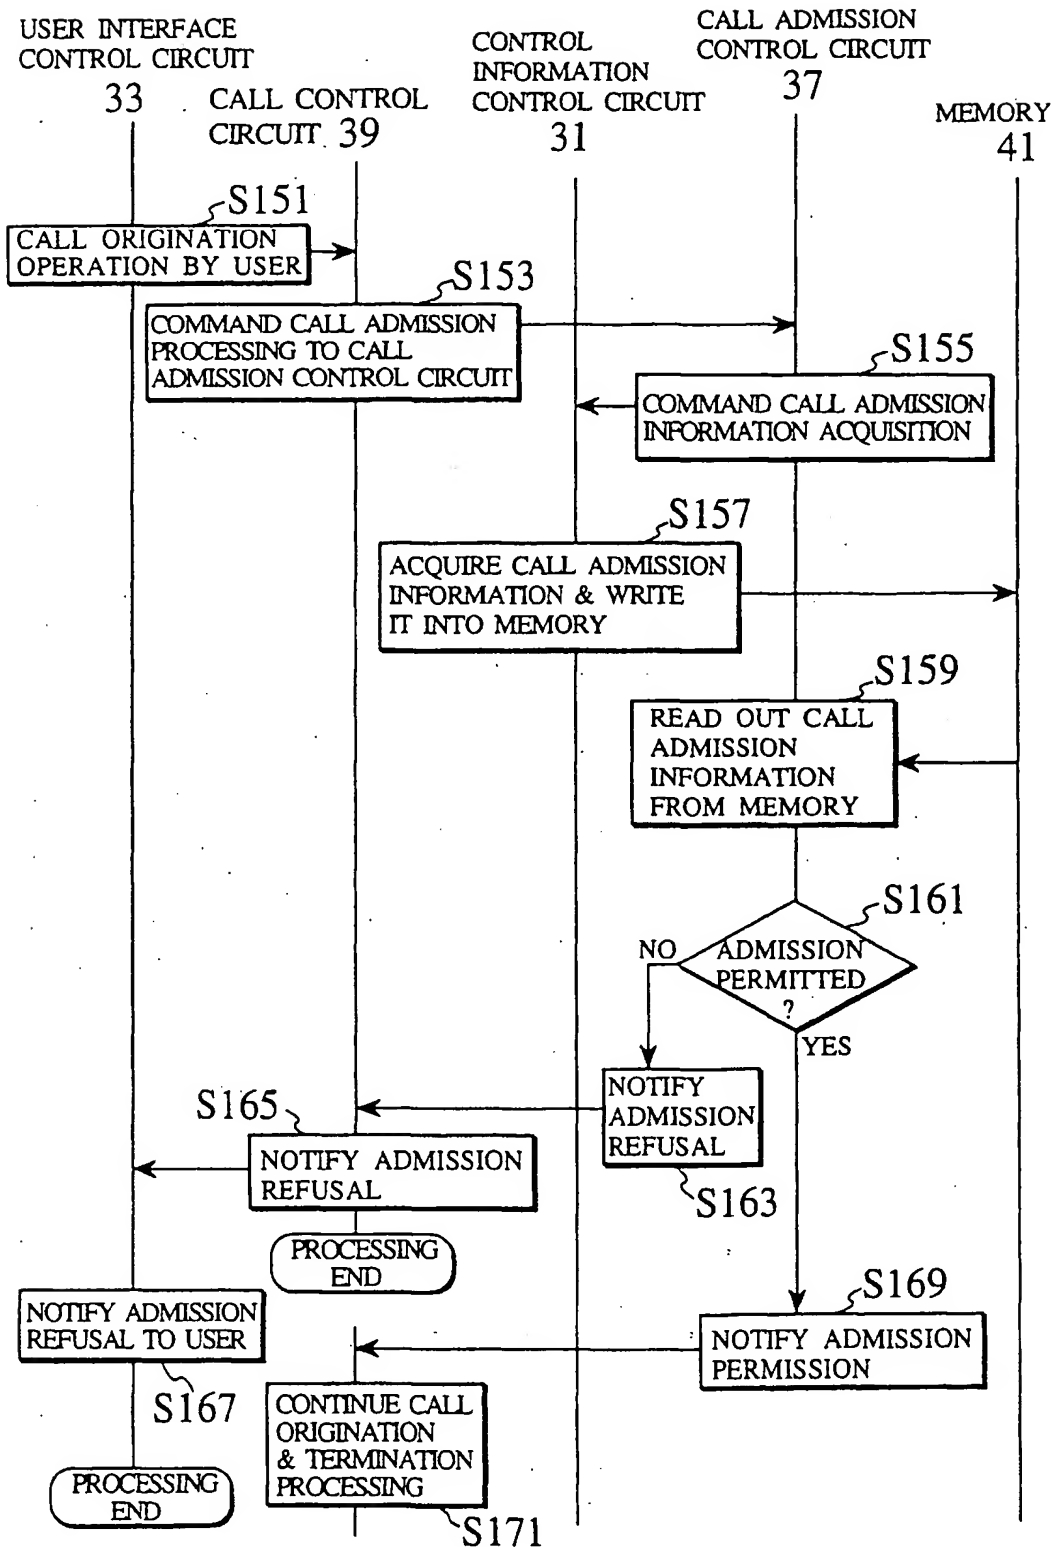 USER INTERFACE
CONTROL CIRCUIT
33
CALL CONTROL
CIRCUIT 39
CONTROL
INFORMATION
CONTROL CIRCUIT
31
CALL ADMISSION
CONTROL CIRCUIT
37
MEMORY
41
S151
CALL ORIGINATION
OPERATION BY USER
S153
COMMAND CALL ADMISSION
PROCESSING TO CALL
ADMISSION CONTROL CIRCUIT
S155
COMMAND CALL ADMISSION
INFORMATION ACQUISITION
S157
ACQUIRE CALL ADMISSION
INFORMATION & WRITE
IT INTO MEMORY
S159
READ OUT CALL
ADMISSION
INFORMATION
FROM MEMORY
S161
NO
ADMISSION
PERMITTED
?
YES
NOTIFY
ADMISSION
REFUSAL
S163
S165
NOTIFY ADMISSION
REFUSAL
PROCESSING
END
NOTIFY ADMISSION
REFUSAL TO USER
S167
PROCESSING
END
S169
NOTIFY ADMISSION
PERMISSION
CONTINUE CALL
ORIGINATION
& TERMINATION
PROCESSING
S171